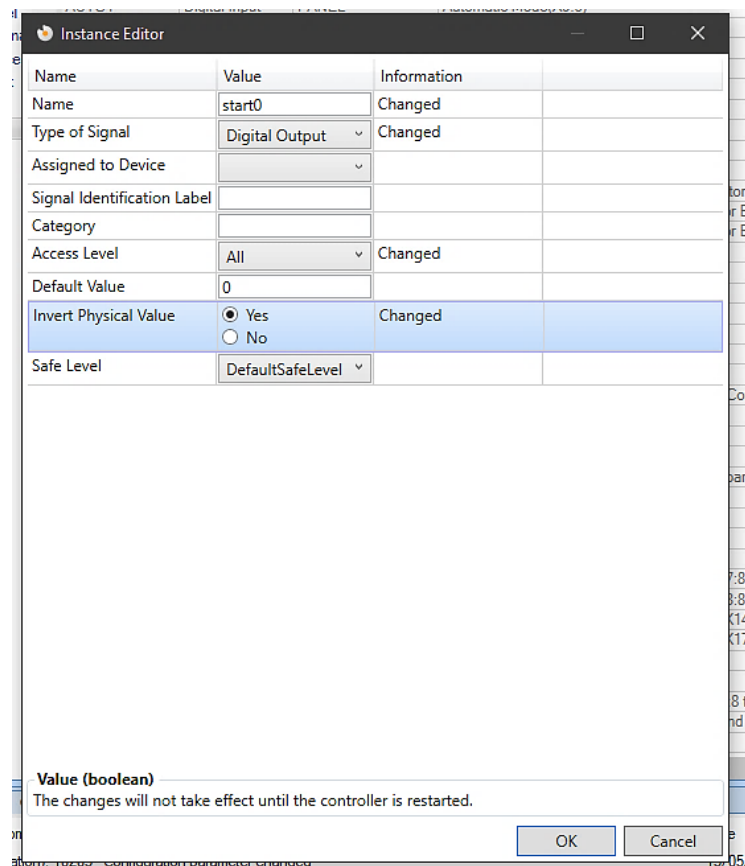 Instance Editor
Name Value Information
Name start0 Changed
Type of Signal Digital Output Changed
Assigned to Device
Signal Identification Label
Category
Access Level All Changed
Default Value 0
Invert Physical Value Yes Changed
No
Safe Level DefaultSafeLevel
Value (boolean)
The changes will not take effect until the controller is restarted.
OK Cancel